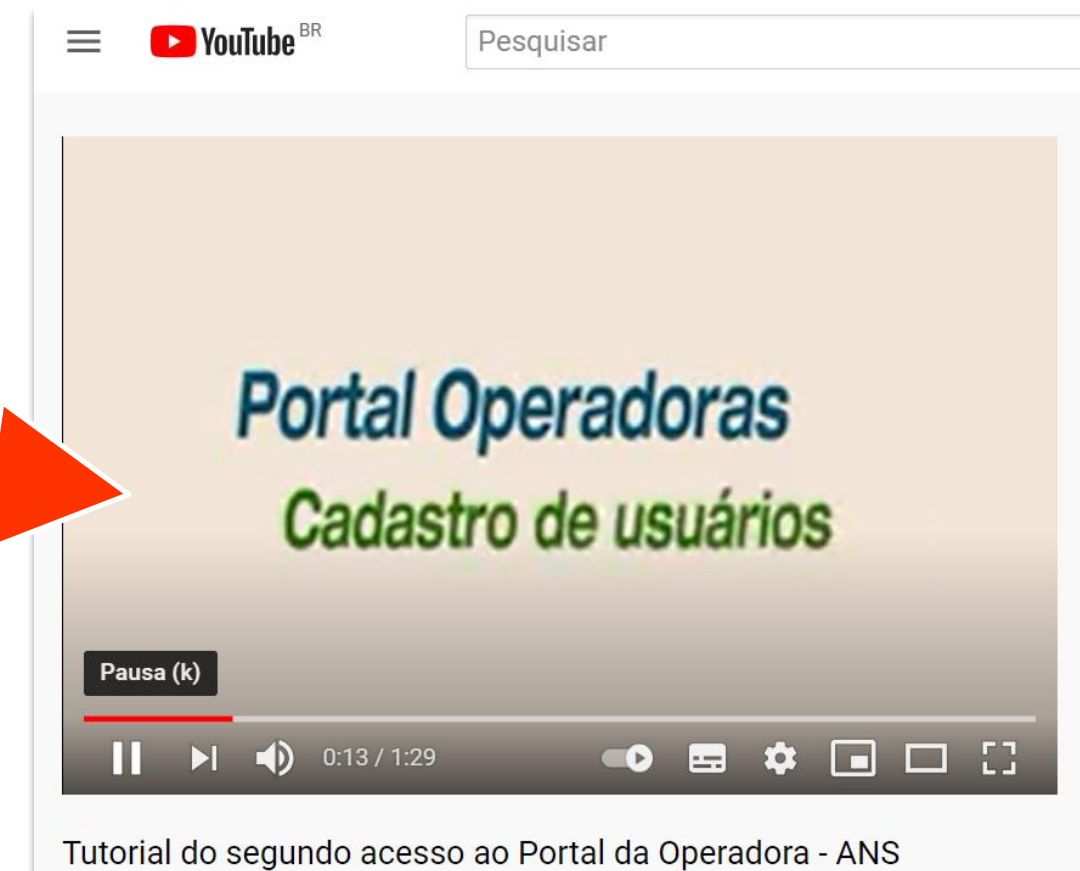 YouTube BR
Pesquisar
Portal Operadoras
Cadastro de usuários
Pausa (k)
0:13 / 1:29
Tutorial do segundo acesso ao Portal da Operadora - ANS